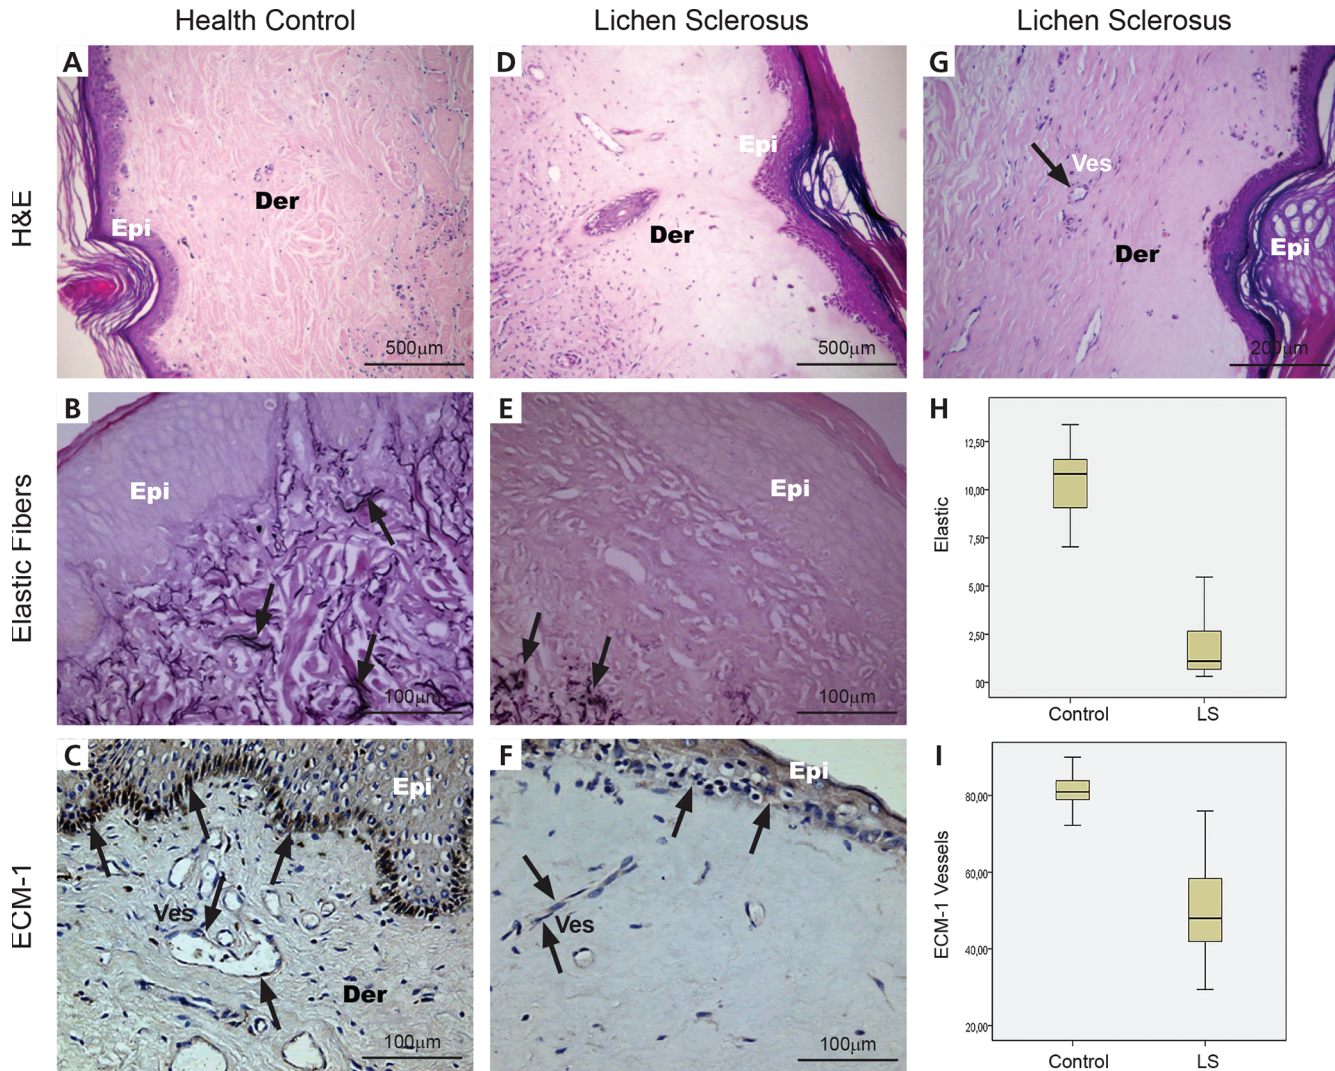 Health Control
Lichen Sclerosus
Lichen Sclerosus
H&E
A
Epi
Der
500µm
D
Epi
Der
500µm
G
Ves
Der
Epi
200µm
Elastic Fibers
B
Epi
100µm
E
Epi
100µm
H
Elastic
12,50
10,00
7,50
5,00
2,50
00
Control
LS
ECM-1
C
Epi
Ves
Der
100µm
F
Epi
Ves
100µm
I
ECM-1 Vessels
80,00
60,00
40,00
20,00
Control
LS